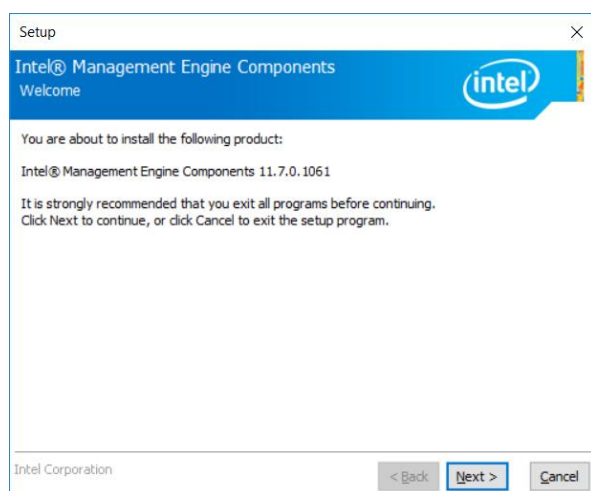 Setup
Intel® Management Engine Components
Welcome
intel
You are about to install the following product:
Intel® Management Engine Components 11.7.0.1061
It is strongly recommended that you exit all programs before continuing.
Click Next to continue, or click Cancel to exit the setup program.
Intel Corporation
< Back
Next >
Cancel